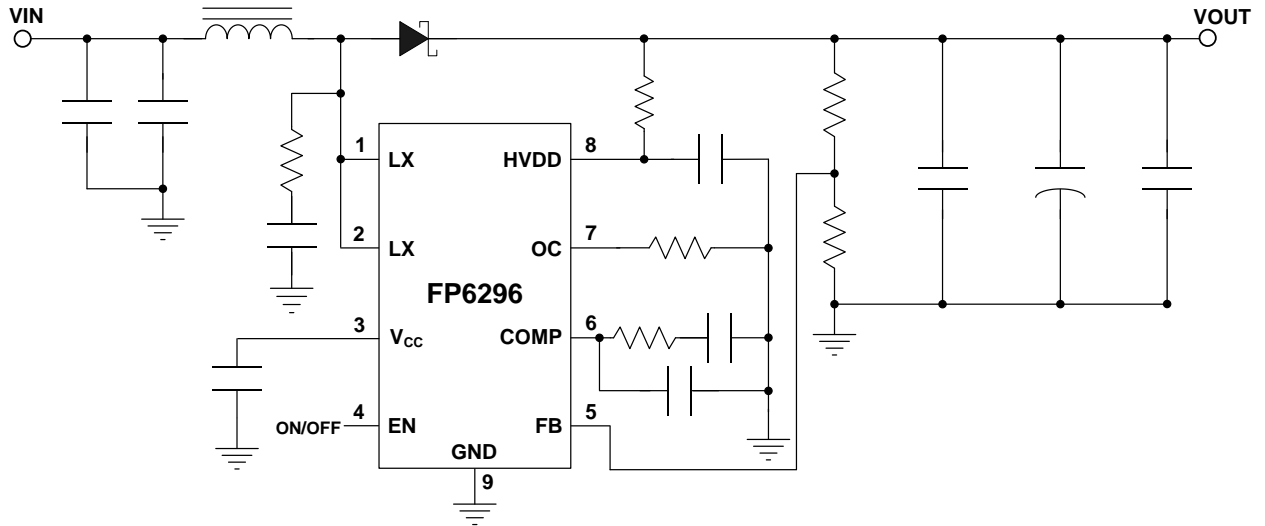 VIN
VOUT
1 LX
HVDD 8
2 LX
OC 7
FP6296
3 VCC
COMP 6
ON/OFF 4 EN
FB 5
GND
9